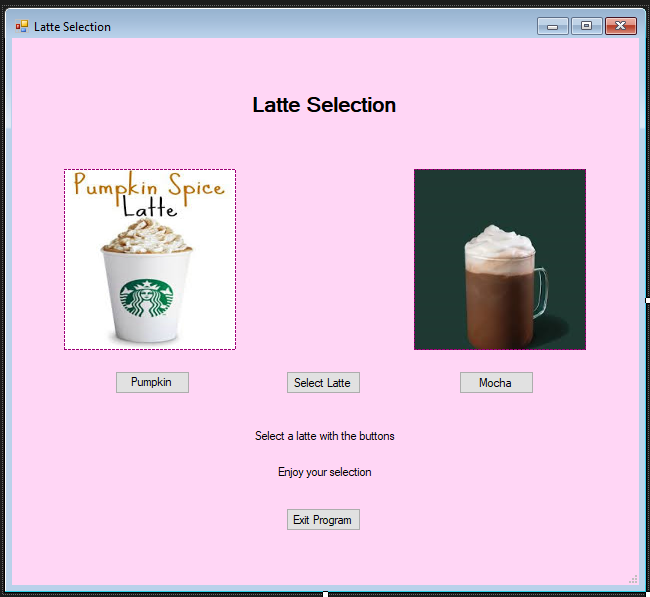 Latte Selection
Latte Selection
Pumpkin Spice
Latte
Pumpkin
Select Latte
Mocha
Select a latte with the buttons
Enjoy your selection
Exit Program